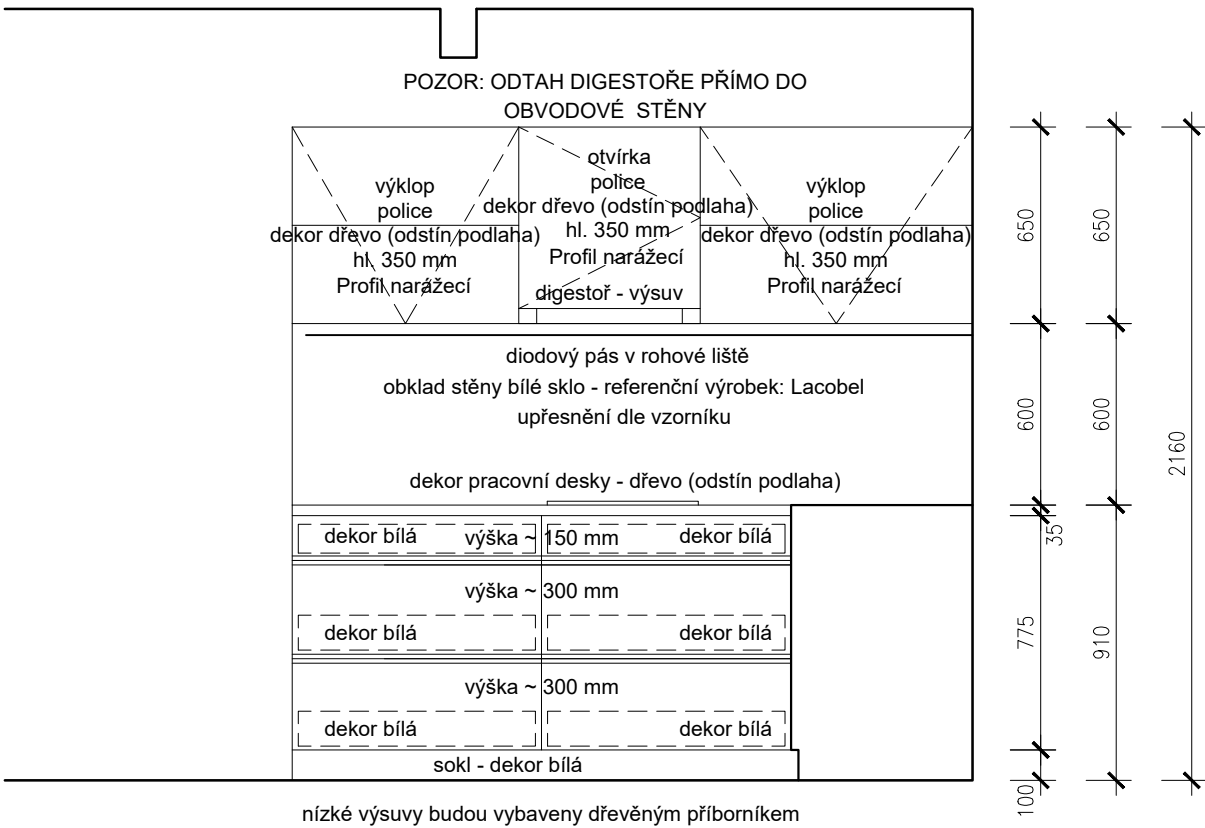 POZOR: ODTAH DIGESTOŘE PŘÍMO DO
OBVODOVÉ STĚNY
výklop
police
dekor dřevo (odstín podlaha)
hl. 350 mm
Profil narážecí
otvírka
police
dekor dřevo (odstín podlaha)
hl. 350 mm
Profil narážecí
digestoř - výsuv
výklop
police
dekor dřevo (odstín podlaha)
hl. 350 mm
Profil narážecí
diodový pás v rohové liště
obklad stěny bílé sklo - referenční výrobek: Lacobel
upřesnění dle vzorníku
dekor pracovní desky - dřevo (odstín podlaha)
dekor bílá výška ~ 150 mm dekor bílá
výška ~ 300 mm
dekor bílá dekor bílá
výška ~ 300 mm
dekor bílá dekor bílá
sokl - dekor bílá
nízké výsuvy budou vybaveny dřevěným příborníkem
650
600
35
775
100
650
600
910
2160